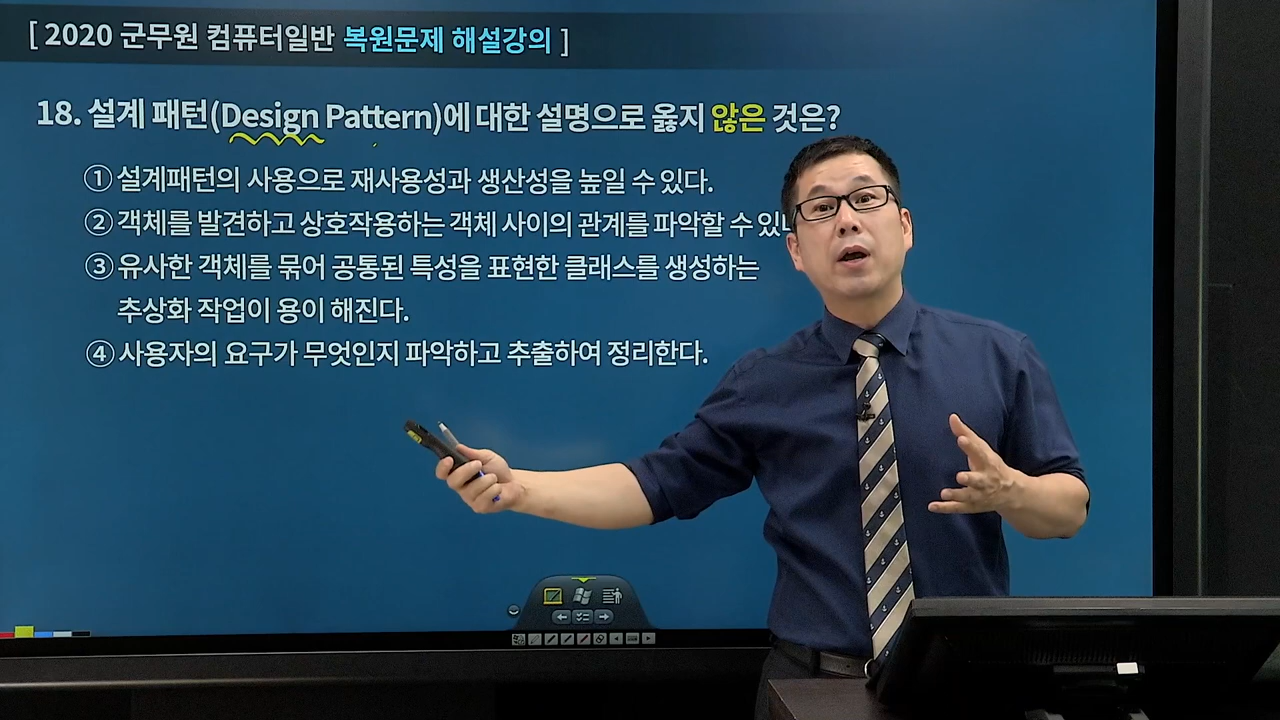 [ 2020 군무원 컴퓨터일반 복원문제 해설강의 ]
18. 설계 패턴(Design Pattern)에 대한 설명으로 옳지 않은 것은?
① 설계패턴의 사용으로 재사용성과 생산성을 높일 수 있다.
② 객체를 발견하고 상호작용하는 객체 사이의 관계를 파악할 수
③ 유사한 객체를 묶어 공통된 특성을 표현한 클래스를 생성하는
추상화 작업이 용이 해진다.
④ 사용자의 요구가 무엇인지 파악하고 추출하여 정리한다.